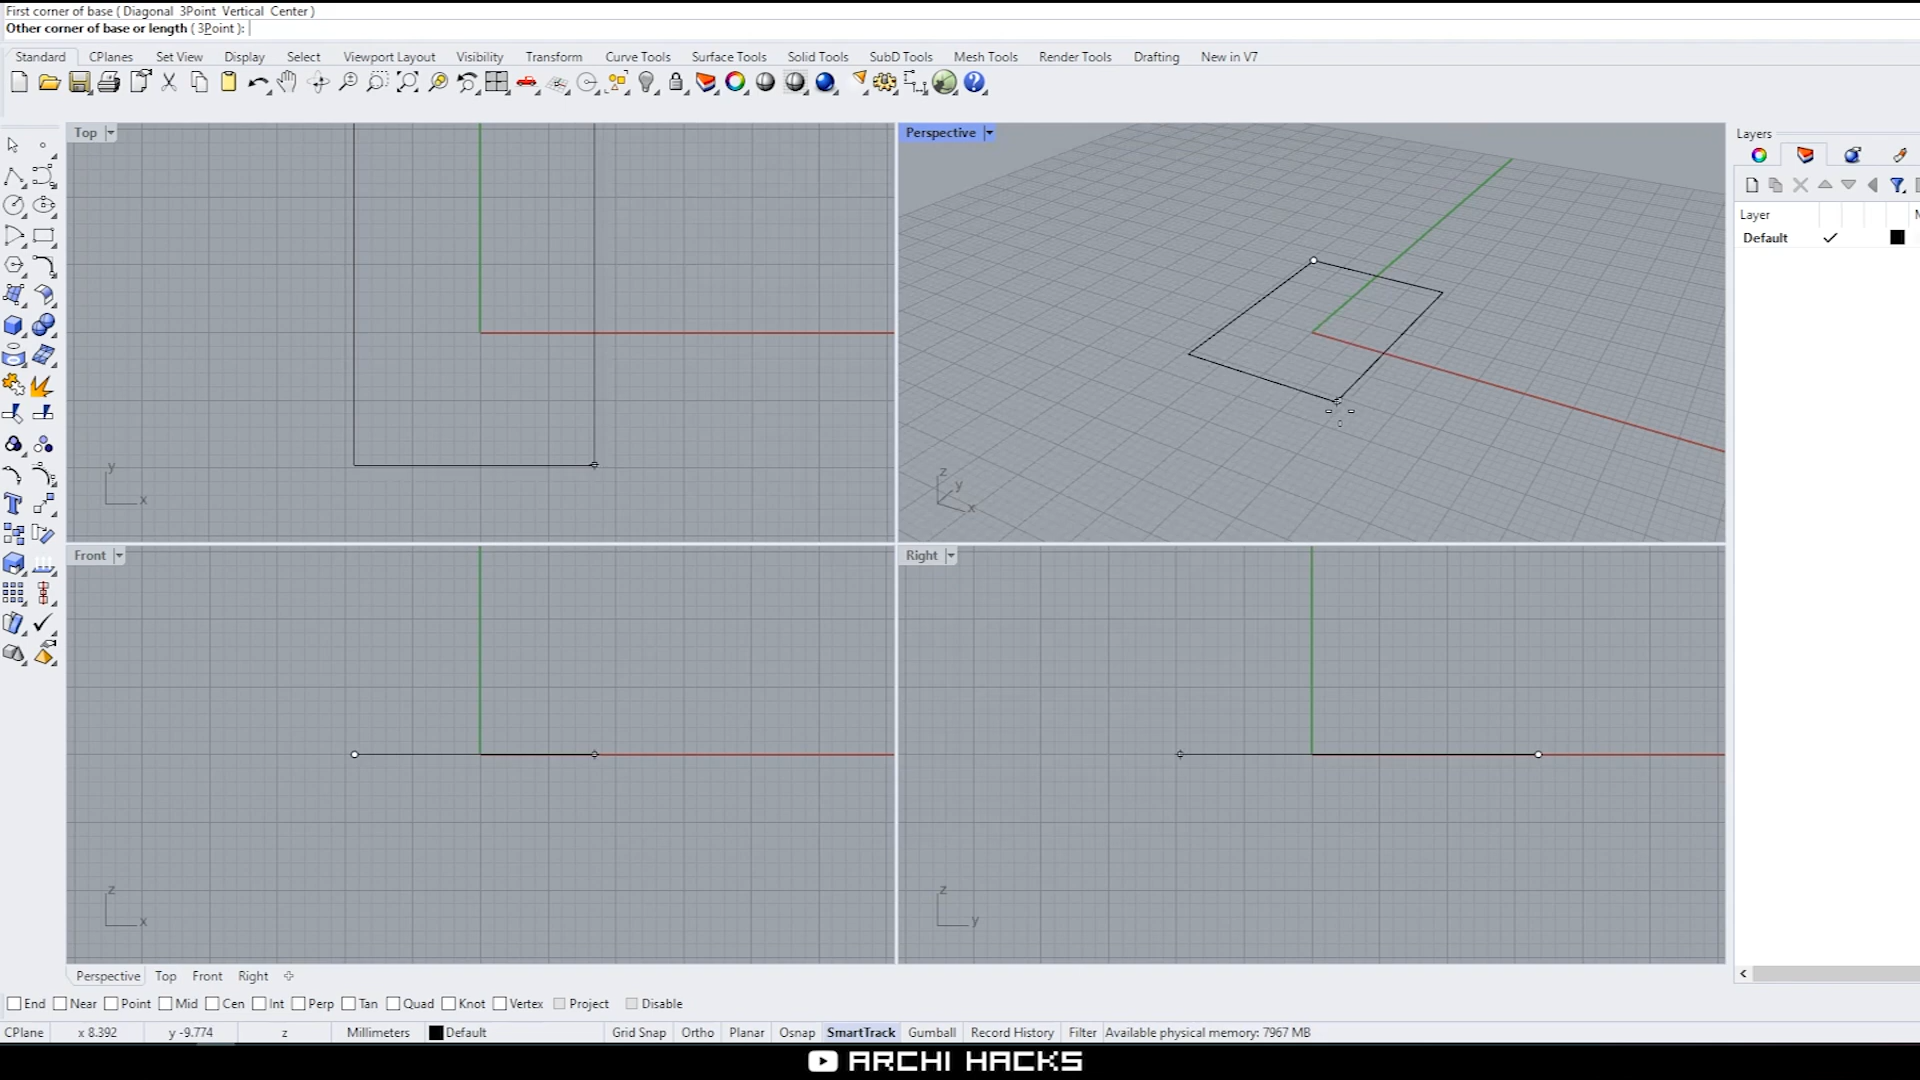 First corner of base ( Diagonal 3Point Vertical Center )
Other corner of base or length ( 3Point ):
Standard CPlanes Set View Display Select Viewport Layout Visibility Transform Curve Tools Surface Tools Solid Tools SubD Tools Mesh Tools Render Tools Drafting New in V7
Top
Perspective
Layers
Layer
Default
y
x
z
y
x
Front
Right
z
x
z
y
Perspective Top Front Right
End Near Point Mid Cen Int Perp Tan Quad Knot Vertex Project Disable
CPlane x 8.392 y -9.774 z Millimeters Default Grid Snap Ortho Planar Osnap SmartTrack Gumball Record History Filter Available physical memory: 7967 MB
ARCHI HACKS